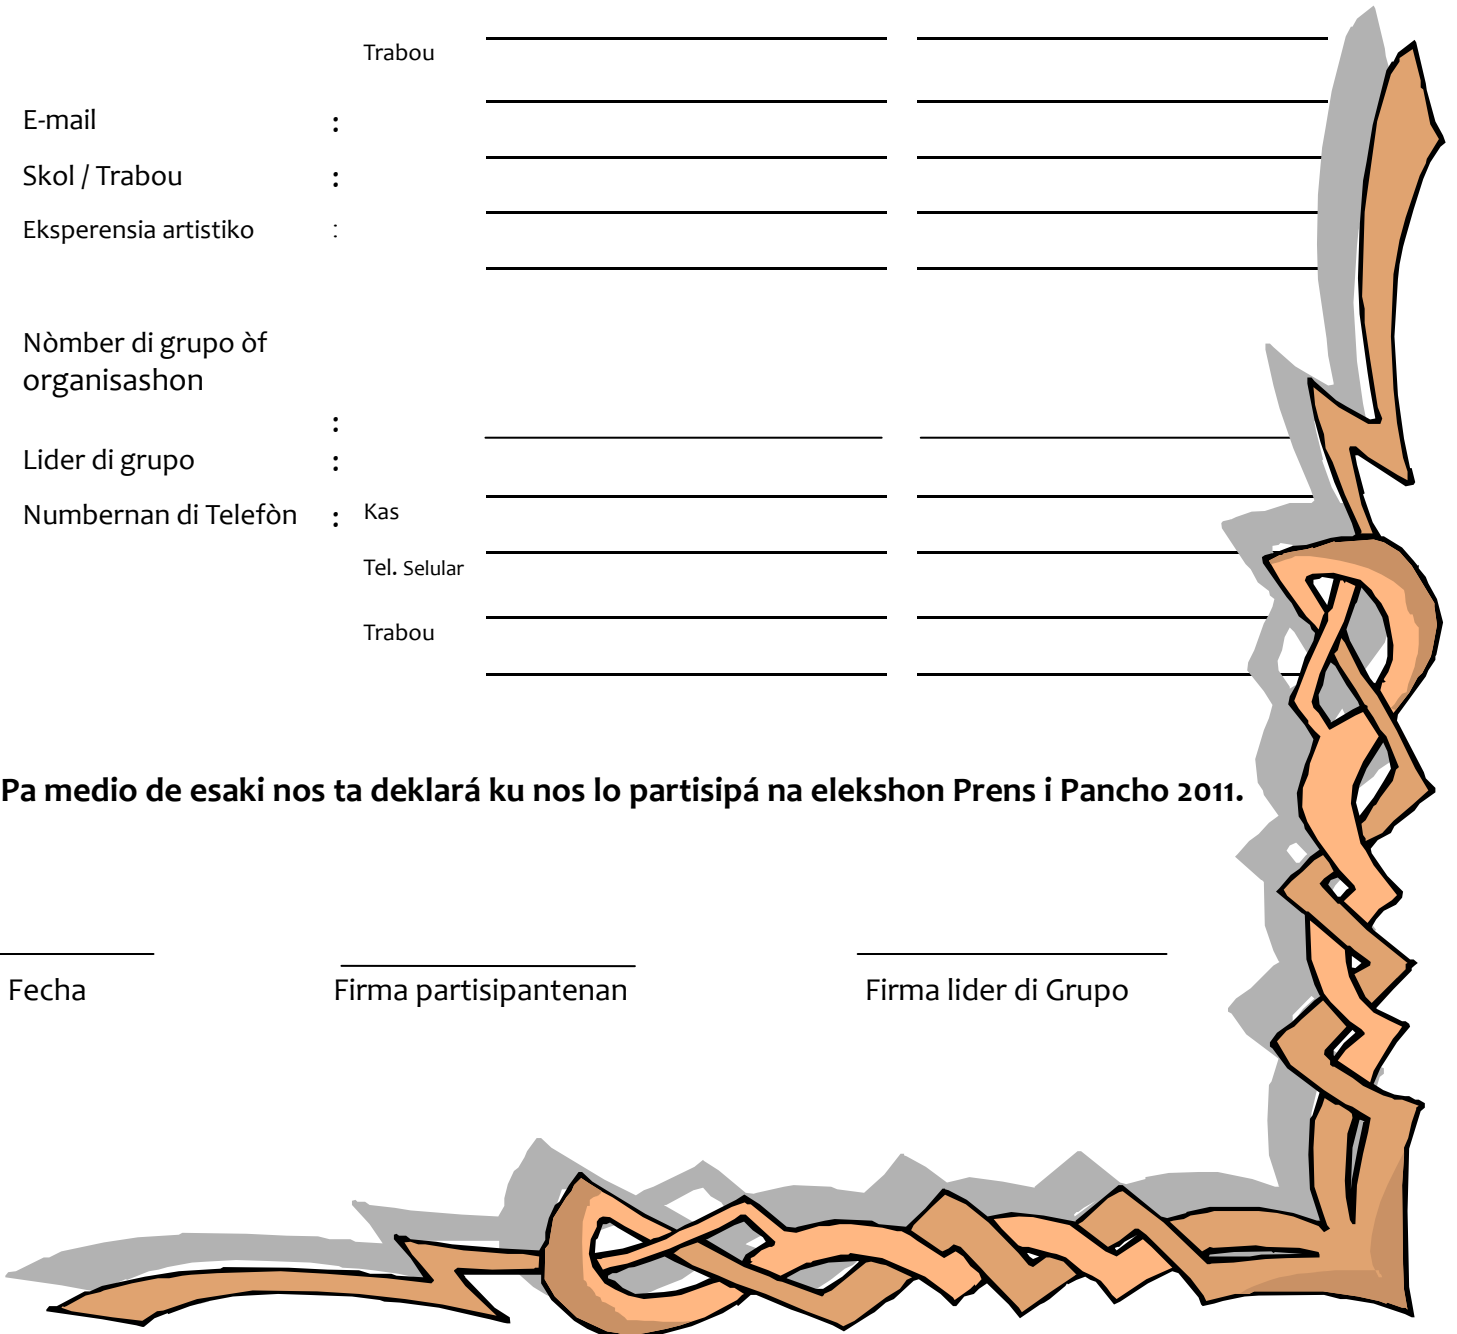 Trabou
E-mail :
Skol / Trabou :
Eksperensia artistiko :
Nòmber di grupo òf
organisashon
:
Lider di grupo :
Numbernan di Telefòn : Kas
Tel. Selular
Trabou
Pa medio de esaki nos ta deklará ku nos lo partisipá na elekshon Prens i Pancho 2011.
Fecha Firma partisipantenan Firma lider di Grupo